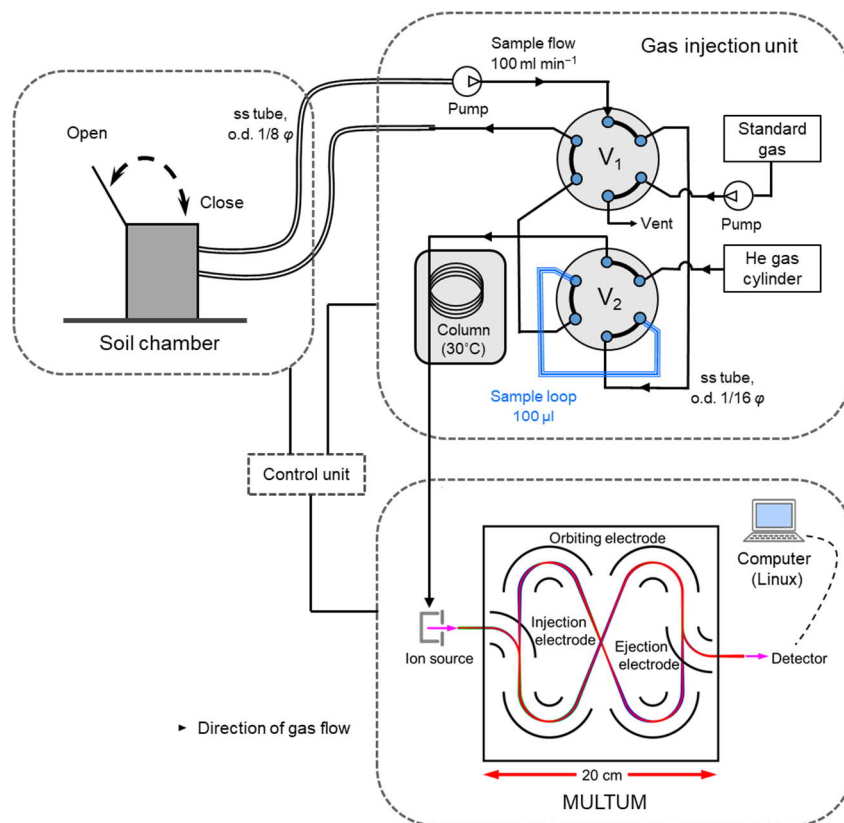 Sample flow
100 ml min⁻¹
Gas injection unit
Pump
ss tube,
o.d. 1/8 φ
Open
Close
Soil chamber
V₁
Standard
gas
Pump
Vent
V₂
He gas
cylinder
Column
(30°C)
Sample loop
100 µl
ss tube,
o.d. 1/16 φ
Control unit
Orbiting electrode
Injection
electrode
Ejection
electrode
Ion source
Computer
(Linux)
Detector
Direction of gas flow
20 cm
MULTUM